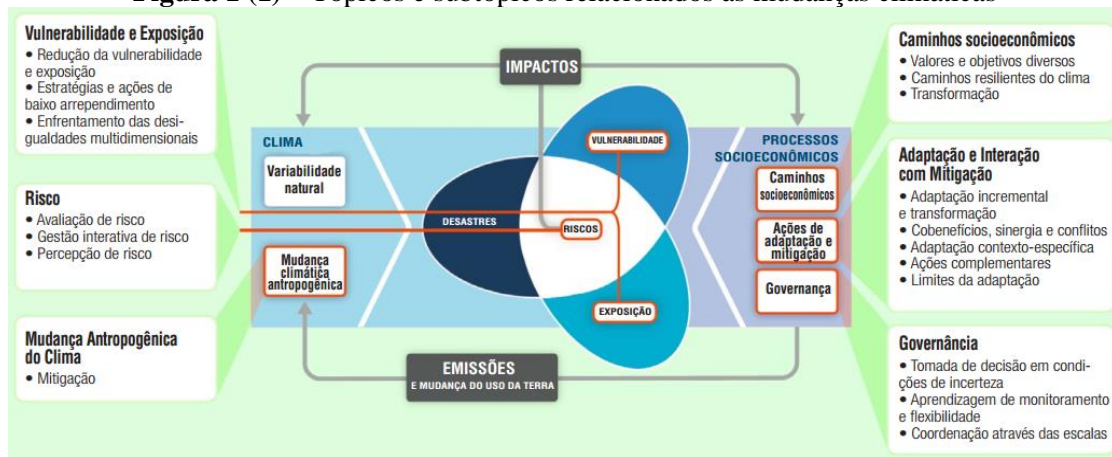 Figura 1 (2) – Tópicos e subtópicos relacionados às mudanças climáticas
Vulnerabilidade e Exposição
• Redução da vulnerabilidade
e exposição
• Estratégias e ações de
baixo arrependimento
• Enfrentamento das desi-
gualdades multidimensionais
Risco
• Avaliação de risco
• Gestão interativa de risco
• Percepção de risco
Mudança Antropogênica
do Clima
• Mitigação
IMPACTOS
CLIMA
Variabilidade
natural
Mudança
climática
antropogênica
DESASTRES
VULNERABILIDADE
RISCOS
EXPOSIÇÃO
PROCESSOS
SOCIOECONÔMICOS
Caminhos
socioeconômicos
Ações de
adaptação e
mitigação
Governança
EMISSÕES
E MUDANÇA DO USO DA TERRA
Caminhos socioeconômicos
• Valores e objetivos diversos
• Caminhos resilientes do clima
• Transformação
Adaptação e Interação
com Mitigação
• Adaptação incremental
e transformação
• Cobenefícios, sinergia e conflitos
• Adaptação contexto-específica
• Ações complementares
• Limites da adaptação
Governância
• Tomada de decisão em condi-
ções de incerteza
• Aprendizagem de monitoramento
e flexibilidade
• Coordenação através das escalas